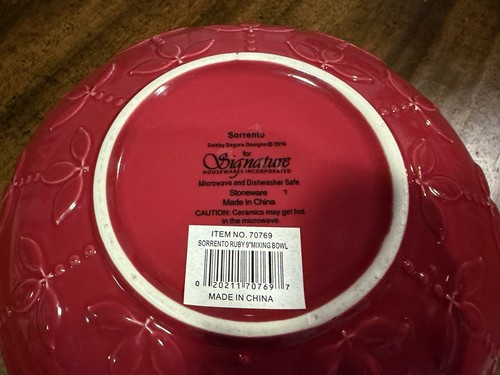 Sorrento
Debby Segura Designs © 2016
for
Signature
HOUSEWARES INCORPORATED
Microwave and Dishwasher Safe
Stoneware T
Made In China
CAUTION: Ceramics may get hot
in the microwave.
ITEM NO. 70769
SORRENTO RUBY 9"MIXING BOWL
0 20211 70769 7
MADE IN CHINA